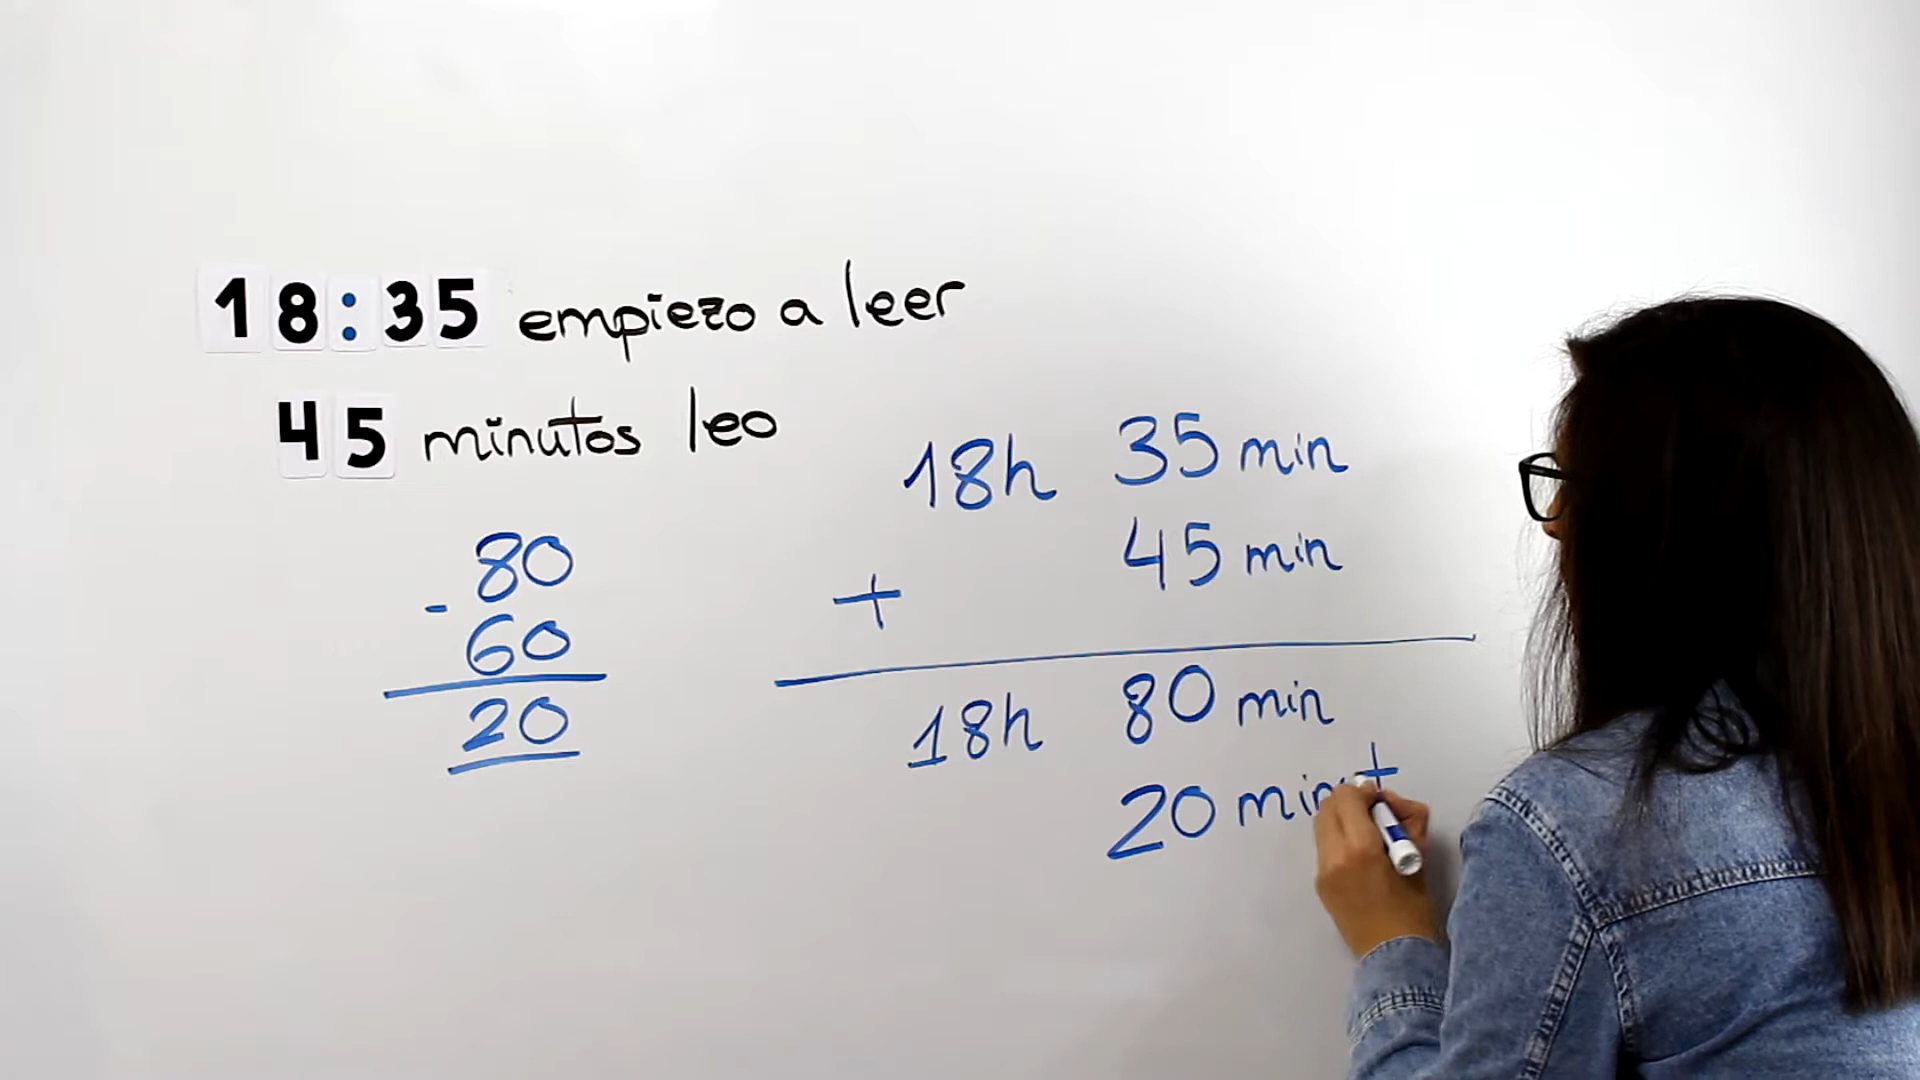 18:35 empiezo a leer
45 minutos leo
80
- 60
20
18h 35 min
+ 45 min
18h 80 min
20